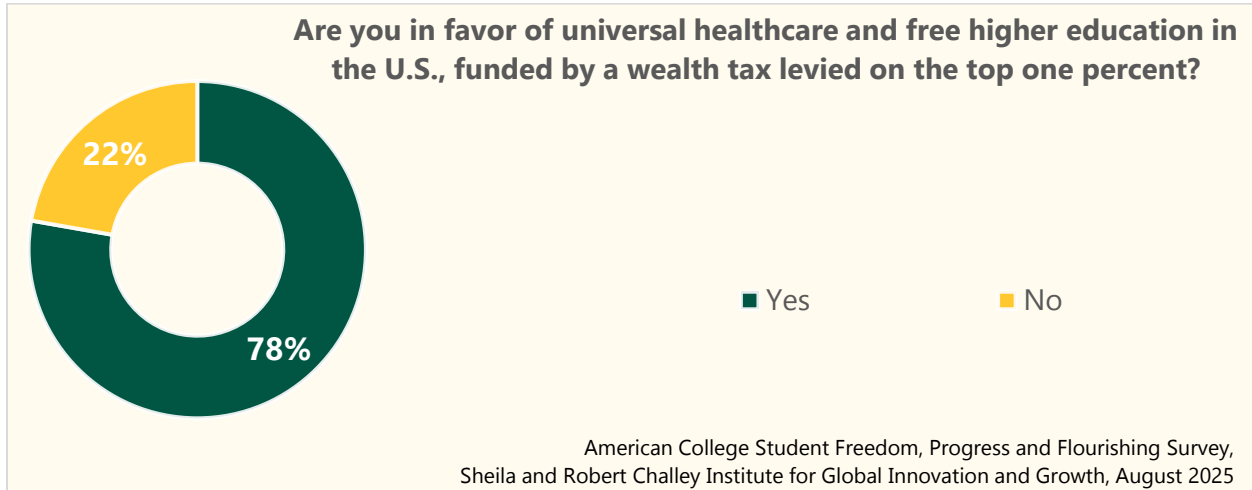 Are you in favor of universal healthcare and free higher education in
the U.S., funded by a wealth tax levied on the top one percent?
22%
78%
Yes
No
American College Student Freedom, Progress and Flourishing Survey,
Sheila and Robert Challey Institute for Global Innovation and Growth, August 2025